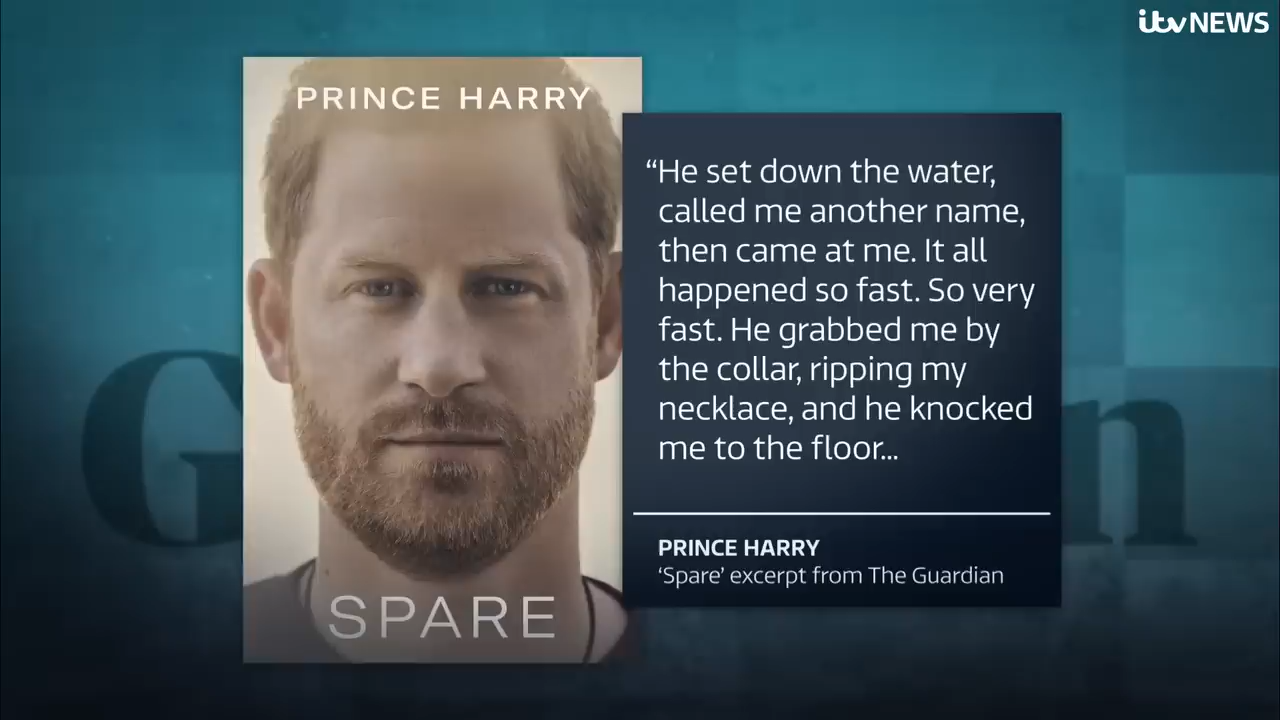 itv NEWS
PRINCE HARRY
SPARE
“He set down the water,
called me another name,
then came at me. It all
happened so fast. So very
fast. He grabbed me by
the collar, ripping my
necklace, and he knocked
me to the floor...
PRINCE HARRY
‘Spare’ excerpt from The Guardian